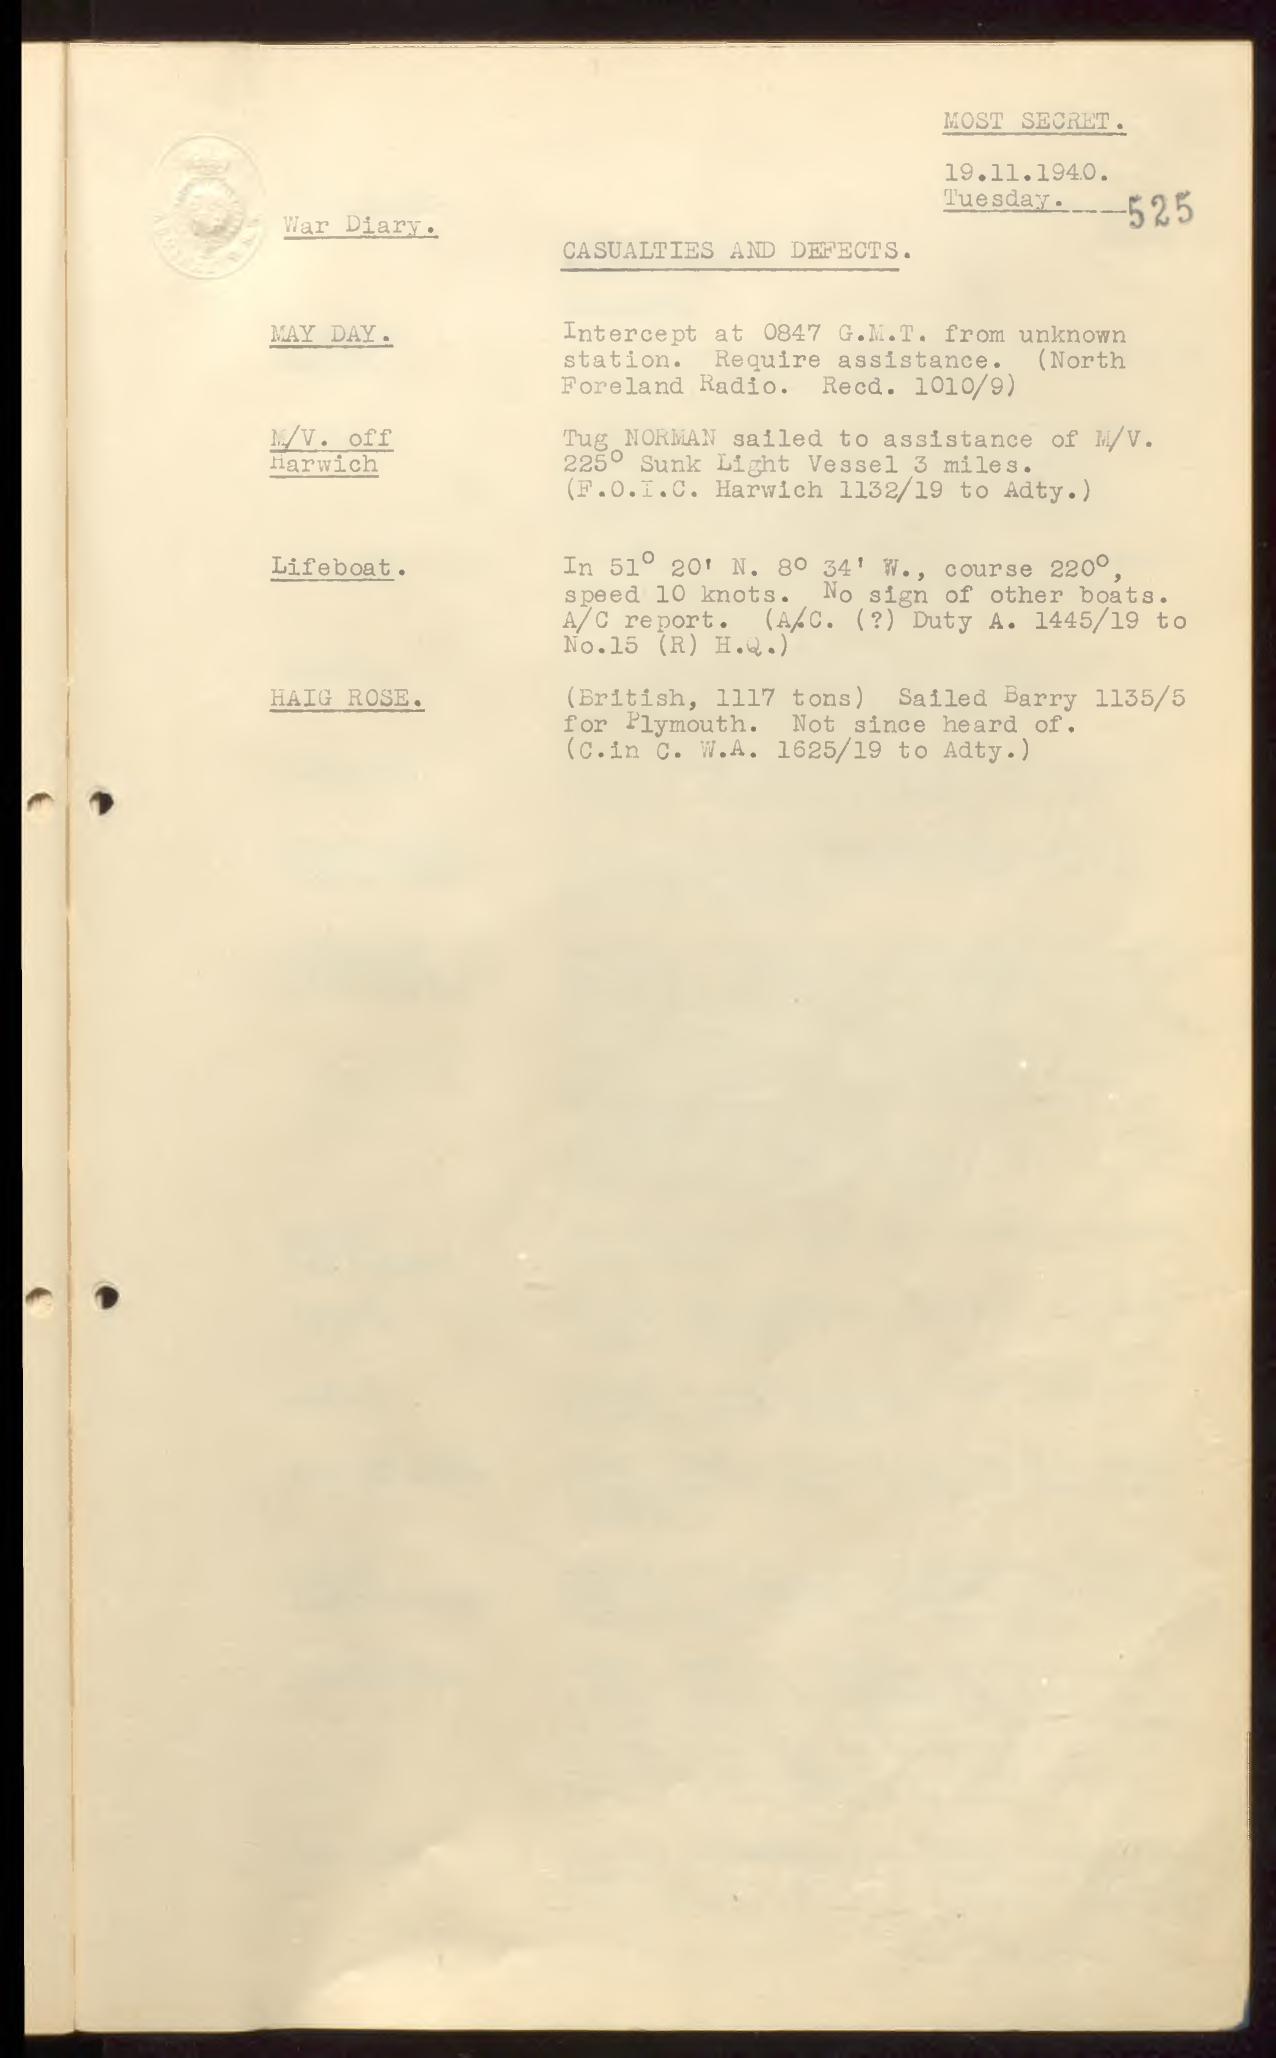 MOST SECRET.
19.11.1940.
Tuesday.
525
War Diary.
CASUALTIES AND DEFECTS.
MAY DAY.
Intercept at 0847 G.M.T. from unknown
station. Require assistance. (North
Foreland Radio. Recd. 1010/9)
M/V. off
Harwich
Tug NORMAN sailed to assistance of M/V.
225° Sunk Light Vessel 3 miles.
(F.O.I.C. Harwich 1132/19 to Adty.)
Lifeboat.
In 51° 20' N. 8° 34' W., course 220°,
speed 10 knots. No sign of other boats.
A/C report. (A/C. (?) Duty A. 1445/19 to
No.15 (R) H.Q.)
HAIG ROSE.
(British, 1117 tons) Sailed Barry 1135/5
for Plymouth. Not since heard of.
(C.in C. W.A. 1625/19 to Adty.)